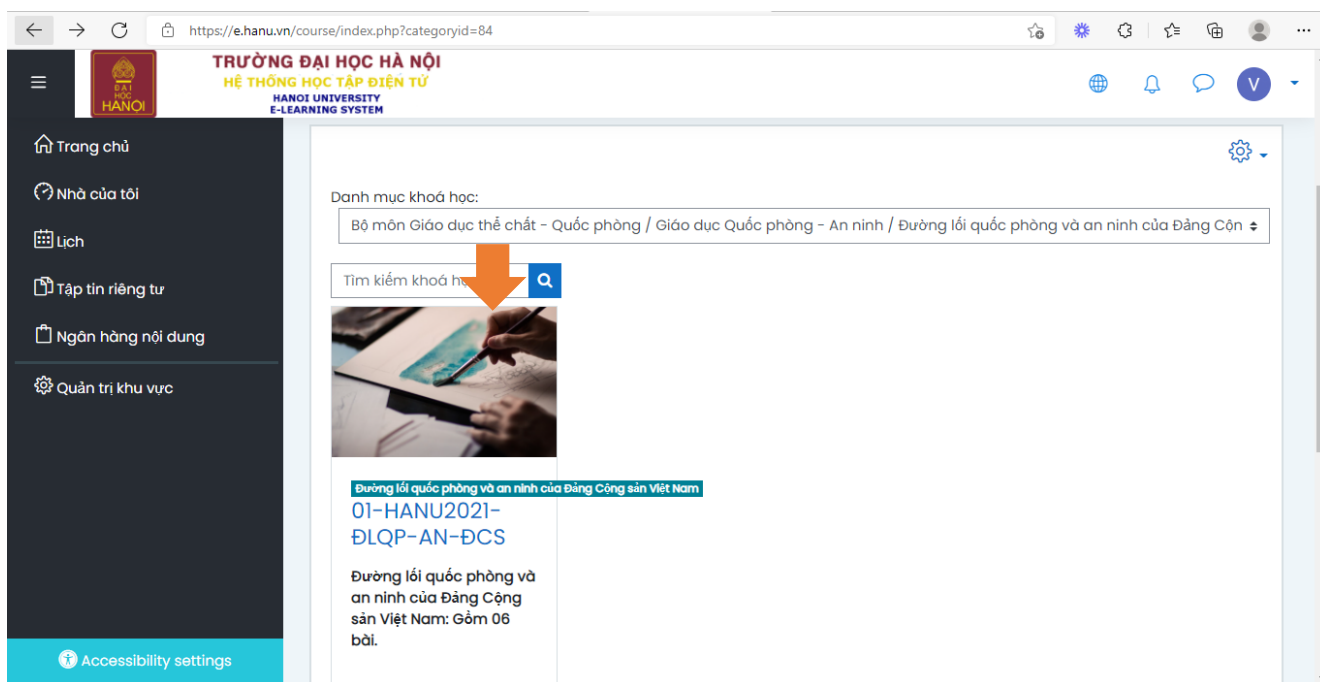 https://e.hanu.vn/course/index.php?categoryid=84
ĐẠI
HỌC
HÀNỘI
TRƯỜNG ĐẠI HỌC HÀ NỘI
HỆ THỐNG HỌC TẬP ĐIỆN TỬ
HANOI UNIVERSITY
E-LEARNING SYSTEM
V
Trang chủ
Nhà của tôi
Lịch
Tập tin riêng tư
Ngân hàng nội dung
Quản trị khu vực
Accessibility settings
Danh mục khoá học:
Bộ môn Giáo dục thể chất - Quốc phòng / Giáo dục Quốc phòng - An ninh / Đường lối quốc phòng và an ninh của Đảng Cộn
Tìm kiếm khoá
Đường lối quốc phòng và an ninh của Đảng Cộng sản Việt Nam
01-HANU2021-
ĐLQP-AN-ĐCS
Đường lối quốc phòng và
an ninh của Đảng Cộng
sản Việt Nam: Gồm 06
bài.